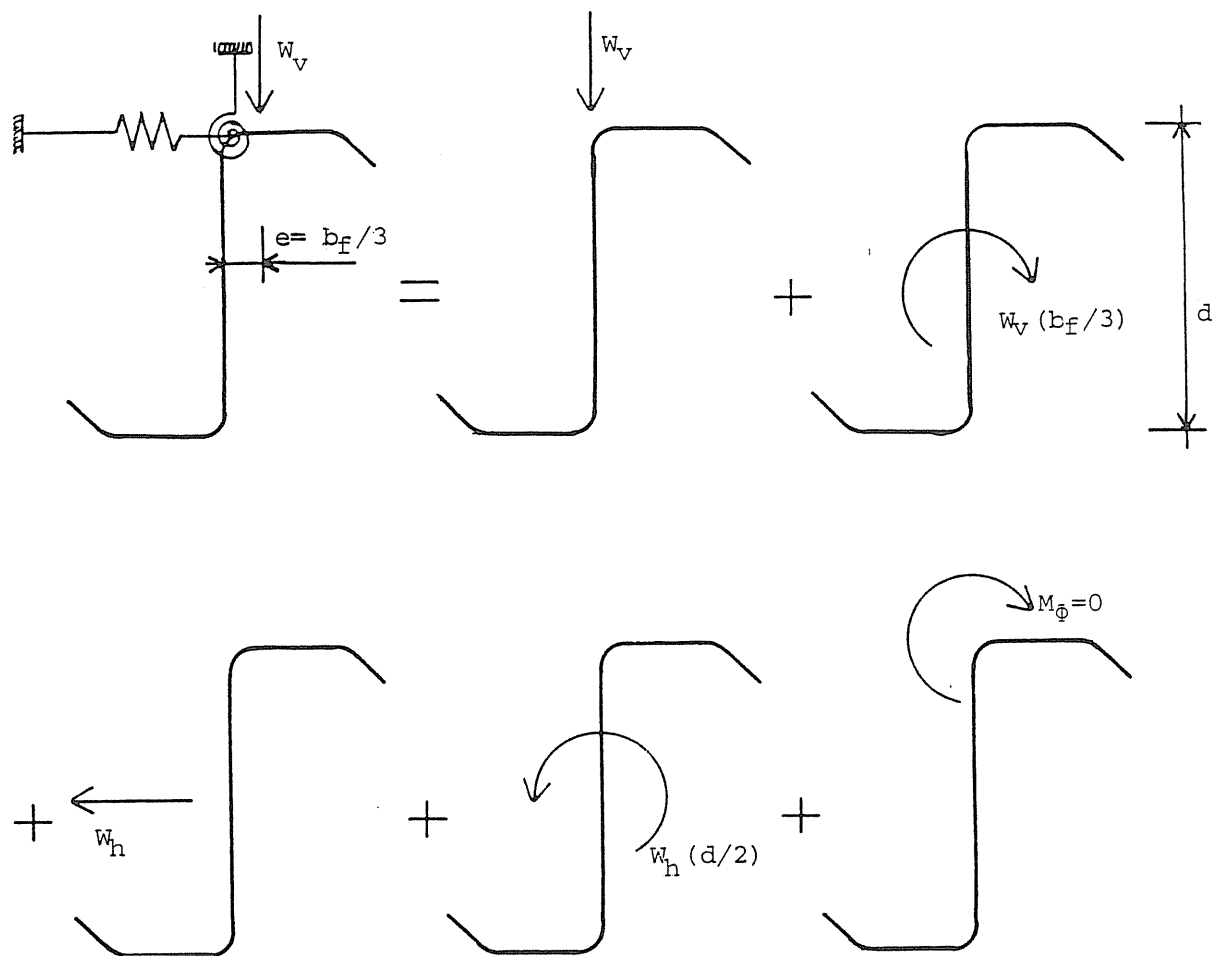 W_v
W_v
e= b_f/3
W_v (b_f/3)
d
M_Φ=0
W_h
W_h (d/2)